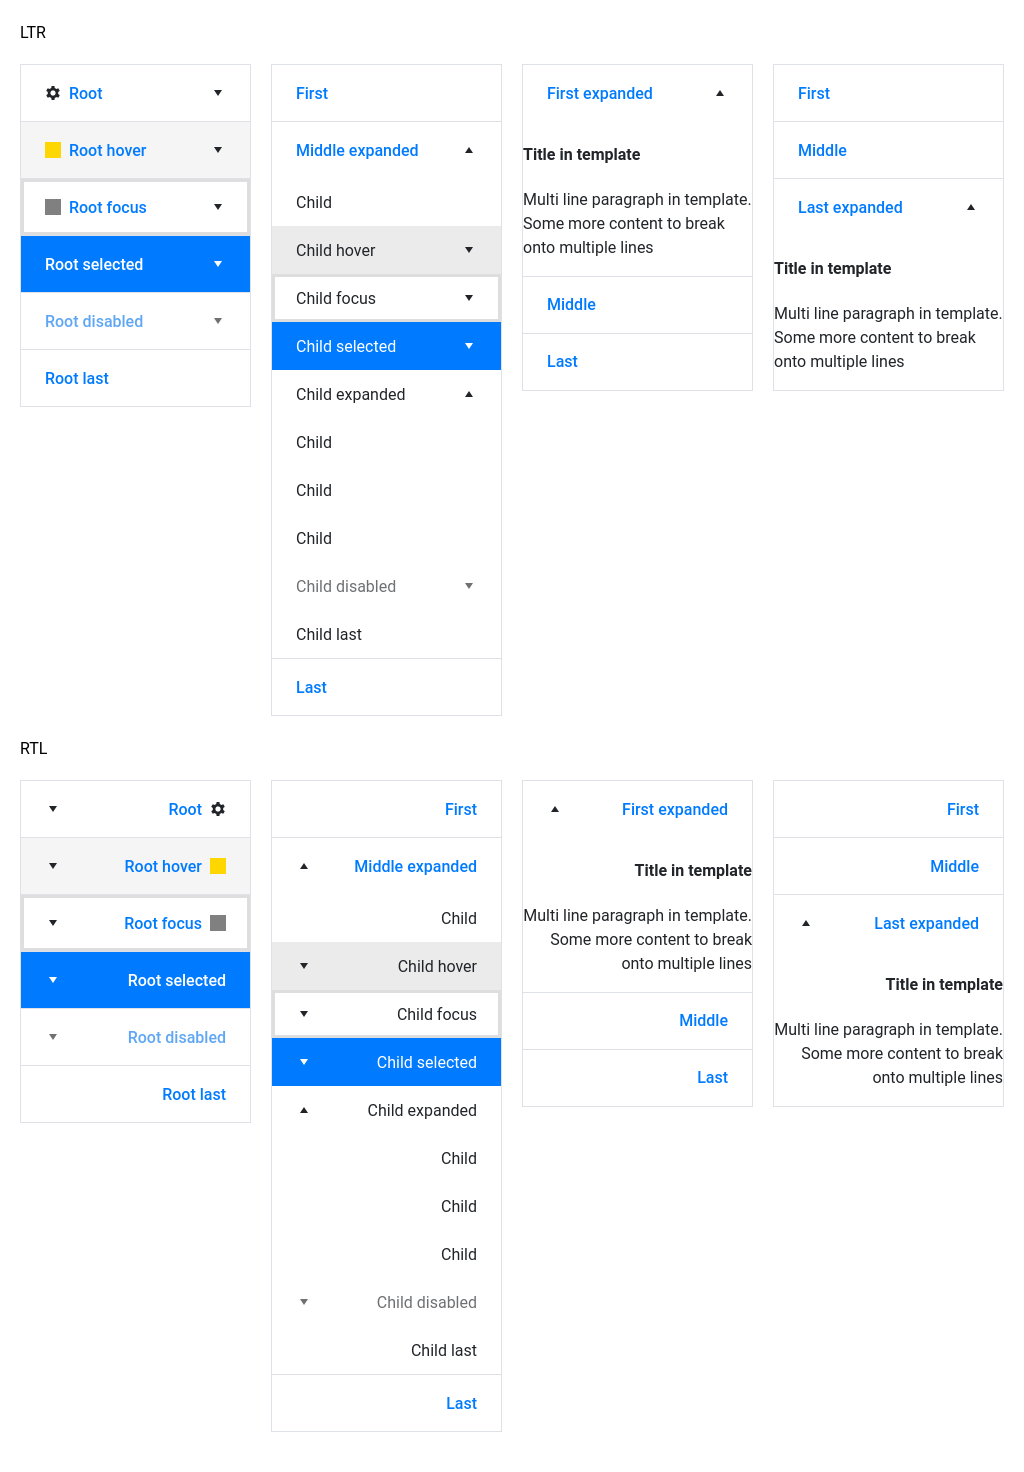 LTR
Root
Root hover
Root focus
Root selected
Root disabled
Root last
First
Middle expanded
Child
Child hover
Child focus
Child selected
Child expanded
Child
Child
Child
Child disabled
Child last
Last
First expanded
Title in template
Multi line paragraph in template.
Some more content to break
onto multiple lines
Middle
Last
First
Middle
Last expanded
Title in template
Multi line paragraph in template.
Some more content to break
onto multiple lines
RTL
Root
Root hover
Root focus
Root selected
Root disabled
Root last
First
Middle expanded
Child
Child hover
Child focus
Child selected
Child expanded
Child
Child
Child
Child disabled
Child last
Last
First expanded
Title in template
Multi line paragraph in template.
Some more content to break
onto multiple lines
Middle
Last
First
Middle
Last expanded
Title in template
Multi line paragraph in template.
Some more content to break
onto multiple lines